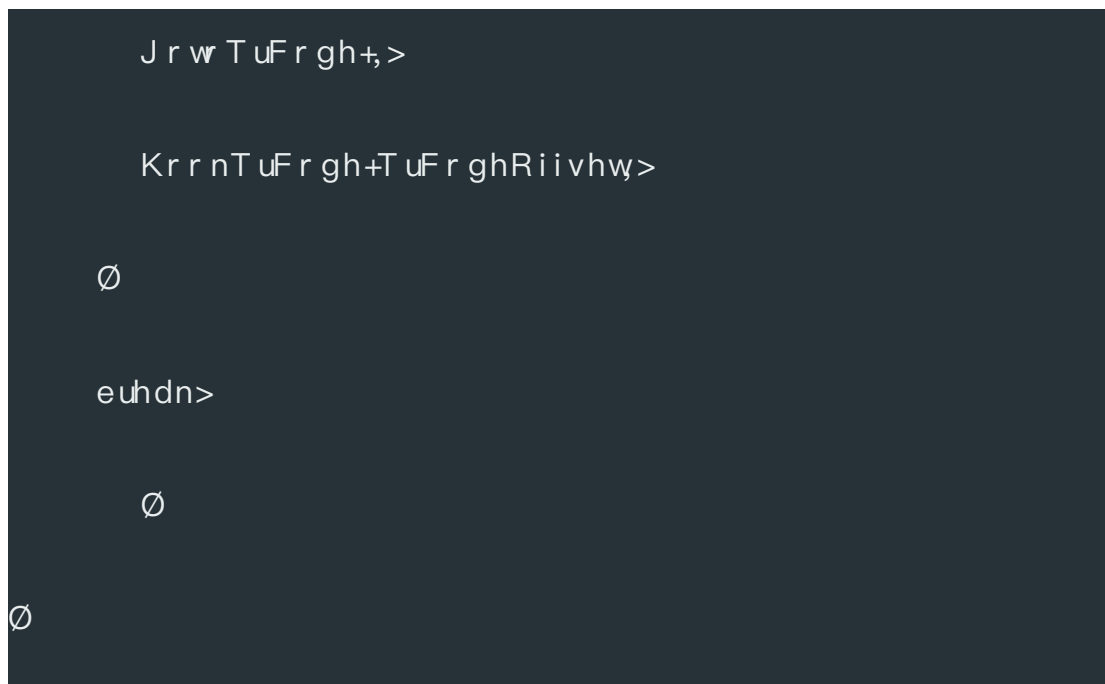 JrwrTuFrgh+,>
KrrnTuFrgh+TuFrghRiivhw,>
Ø
euhdn>
Ø
Ø